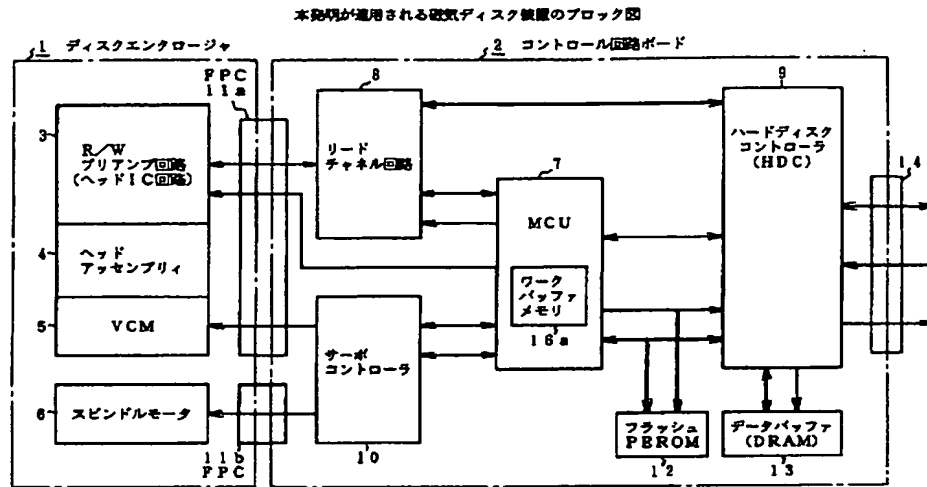 本発明が適用される磁気ディスク装置のブロック図
1 ディスクエンクロージャ
2 コントロール回路ボード
FPC
11a
8
9
3
R/W
プリアンプ回路
(ヘッドIC回路)
リード
チャネル回路
ハードディスク
コントローラ
(HDC)
14
7
MCU
4
ヘッド
アッセンブリィ
ワーク
バッファ
メモリ
16a
5
VCM
サーボ
コントローラ
6
スピンドルモータ
フラッシュ
PEROM
データバッファ
(DRAM)
11b
FPC
10
12
13